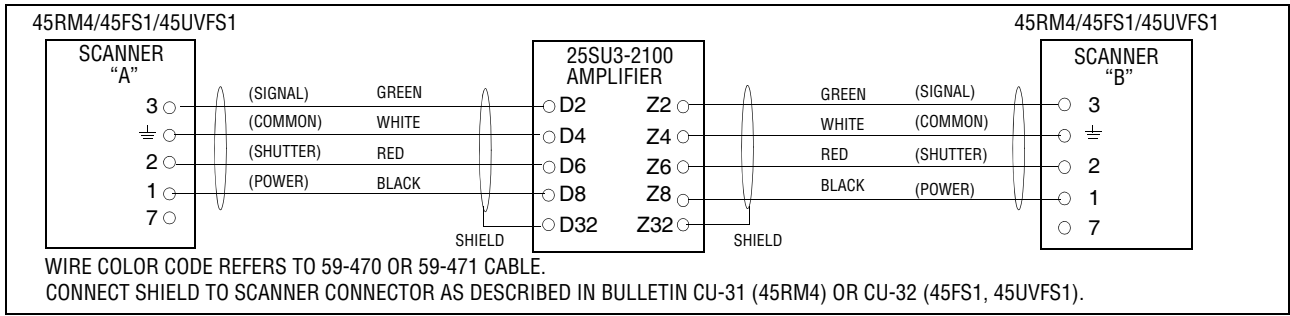 45RM4/45FS1/45UVFS1 45RM4/45FS1/45UVFS1
SCANNER 25SU3-2100 SCANNER
“A” AMPLIFIER “B”
3 (SIGNAL) GREEN D2 Z2 GREEN (SIGNAL) 3
(COMMON) WHITE D4 Z4 WHITE (COMMON)
2 (SHUTTER) RED D6 Z6 RED (SHUTTER) 2
1 (POWER) BLACK D8 Z8 BLACK (POWER) 1
7 D32 Z32 7
SHIELD SHIELD
WIRE COLOR CODE REFERS TO 59-470 OR 59-471 CABLE.
CONNECT SHIELD TO SCANNER CONNECTOR AS DESCRIBED IN BULLETIN CU-31 (45RM4) OR CU-32 (45FS1, 45UVFS1).